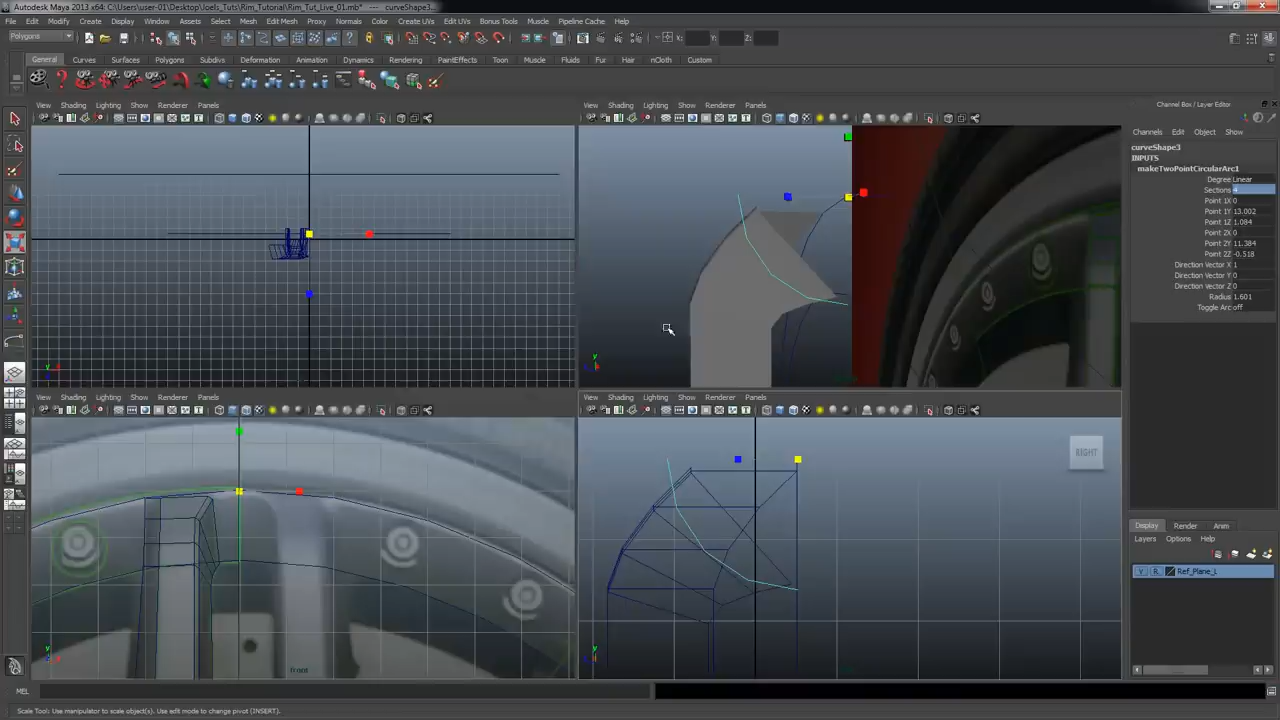 Autodesk Maya 2013 x64: C:\Users\user-01\Desktop\Joels_Tuts\Rim_Tutorial\Rim_Tut_Live_01.mb* --- curveShape3...
File Edit Modify Create Display Window Assets Select Mesh Edit Mesh Proxy Normals Color Create UVs Edit UVs Bonus Tools Muscle Pipeline Cache Help
Polygons X: Y: Z:
General Curves Surfaces Polygons Subdivs Deformation Animation Dynamics Rendering PaintEffects Toon Muscle Fluids Fur Hair nCloth Custom
Channel Box / Layer Editor
View Shading Lighting Show Renderer Panels
View Shading Lighting Show Renderer Panels
Channels Edit Object Show
curveShape3
INPUTS
makeTwoPointCircularArc1
Degree Linear
Sections 4
Point 1X 0
Point 1Y 13.002
Point 1Z 1.084
Point 2X 0
Point 2Y 11.384
Point 2Z -0.518
Direction Vector X 1
Direction Vector Y 0
Direction Vector Z 0
Radius 1.601
Toggle Arc off
View Shading Lighting Show Renderer Panels
View Shading Lighting Show Renderer Panels
RIGHT
front
Display Render Anim
Layers Options Help
V R Ref_Plane_L
MEL
Scale Tool: Use manipulator to scale object(s). Use edit mode to change pivot (INSERT).